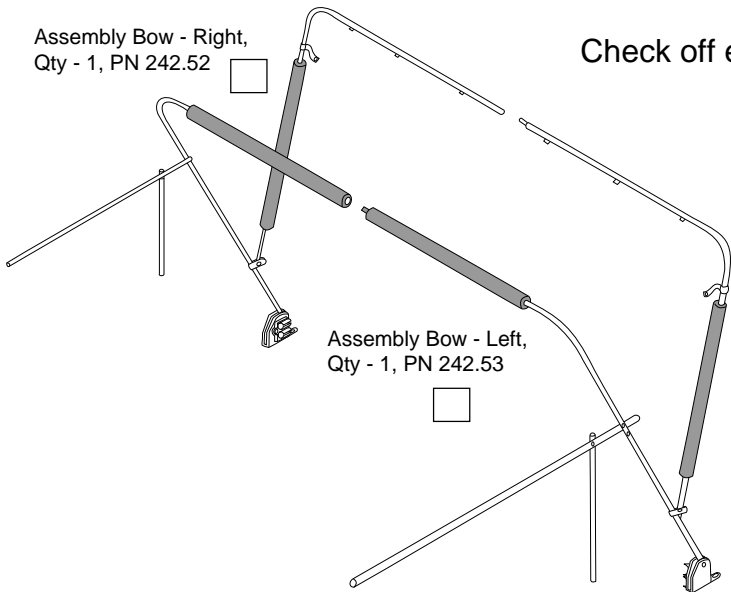 Assembly Bow - Right,
Qty - 1, PN 242.52
Check off e
Assembly Bow - Left,
Qty - 1, PN 242.53